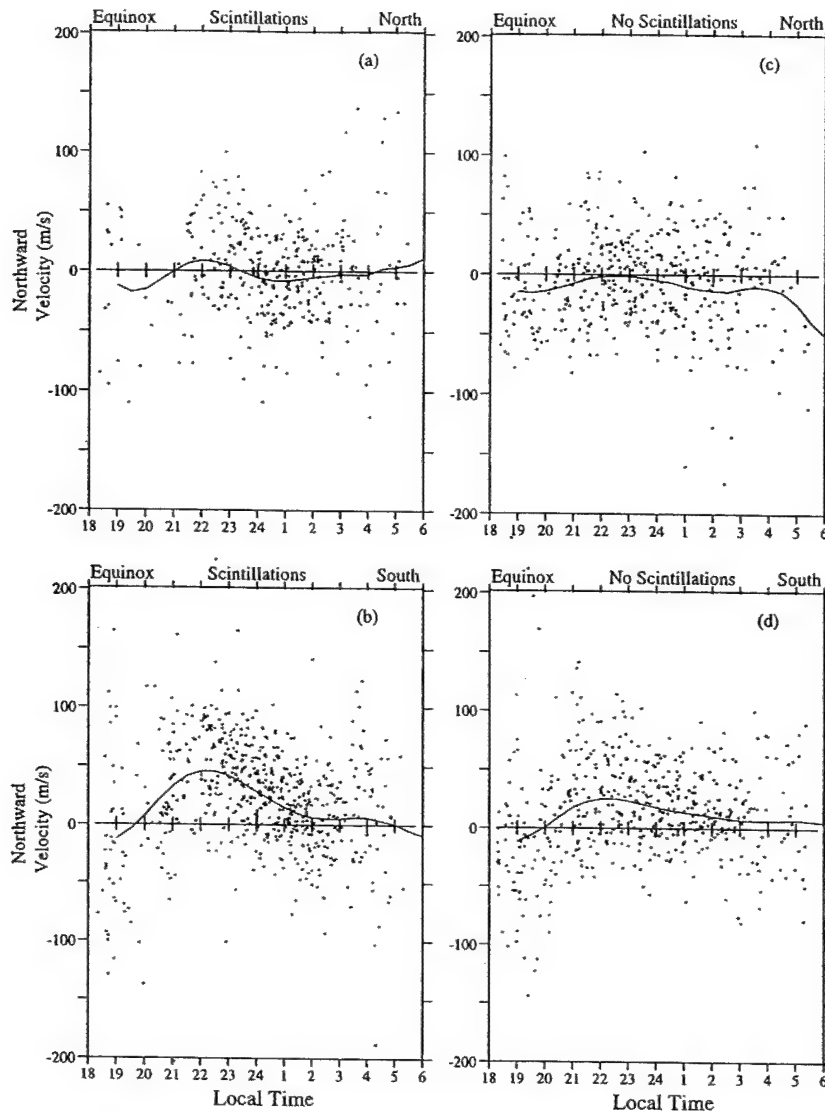 Equinox Scintillations North
(a)
200
100
0
-100
-200
Northward
Velocity (m/s)
18 19 20 21 22 23 24 1 2 3 4 5 6
Equinox No Scintillations North
(c)
200
100
0
-100
-200
18 19 20 21 22 23 24 1 2 3 4 5 6
Equinox Scintillations South
(b)
200
100
0
-100
-200
Northward
Velocity (m/s)
18 19 20 21 22 23 24 1 2 3 4 5 6
Local Time
Equinox No Scintillations South
(d)
200
100
0
-100
-200
18 19 20 21 22 23 24 1 2 3 4 5 6
Local Time